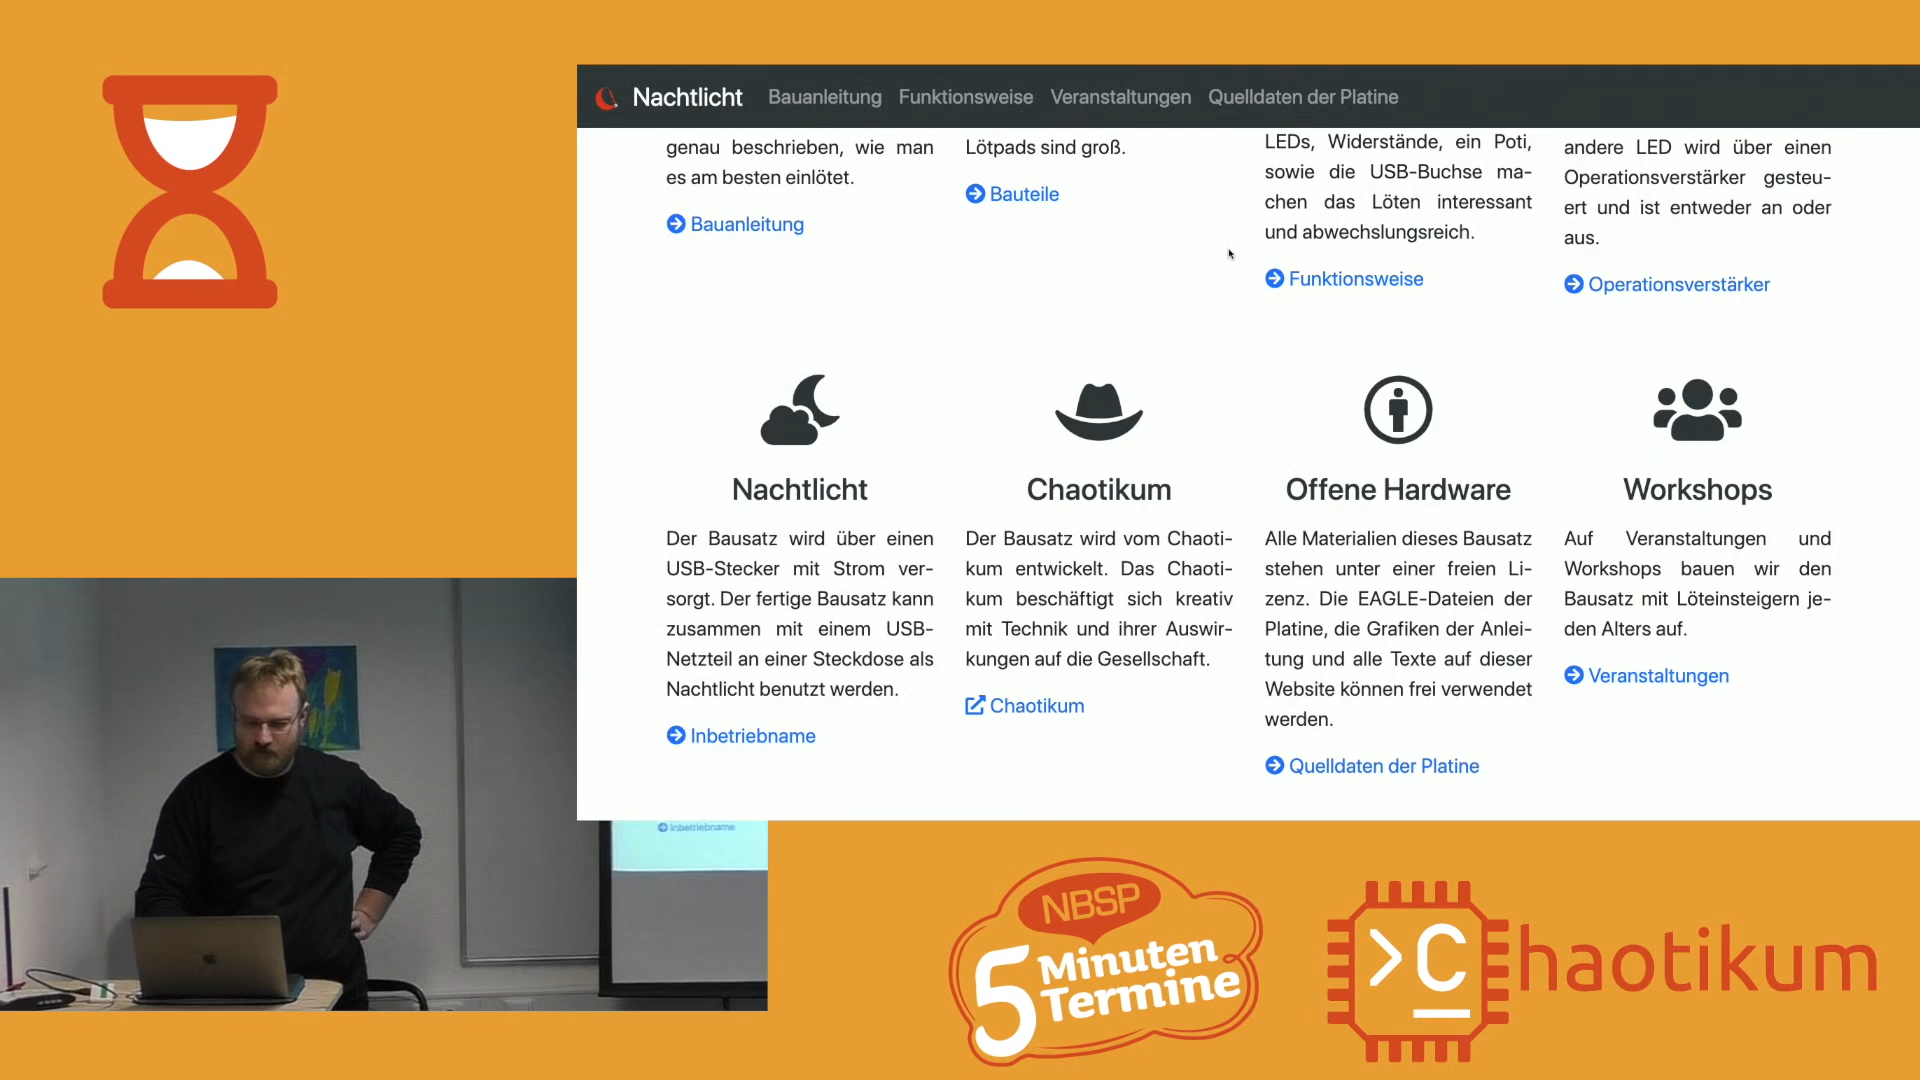 Nachtlicht Bauanleitung Funktionsweise Veranstaltungen Quelldaten der Platine
genau beschrieben, wie man
es am besten einlötet.
Bauanleitung
Lötpads sind groß.
Bauteile
LEDs, Widerstände, ein Poti,
sowie die USB-Buchse ma-
chen das Löten interessant
und abwechslungsreich.
Funktionsweise
andere LED wird über einen
Operationsverstärker gesteu-
ert und ist entweder an oder
aus.
Operationsverstärker
Nachtlicht
Der Bausatz wird über einen
USB-Stecker mit Strom ver-
sorgt. Der fertige Bausatz kann
zusammen mit einem USB-
Netzteil an einer Steckdose als
Nachtlicht benutzt werden.
Inbetriebname
Chaotikum
Der Bausatz wird vom Chaoti-
kum entwickelt. Das Chaoti-
kum beschäftigt sich kreativ
mit Technik und ihrer Auswir-
kungen auf die Gesellschaft.
Chaotikum
Offene Hardware
Alle Materialien dieses Bausatz
stehen unter einer freien Li-
zenz. Die EAGLE-Dateien der
Platine, die Grafiken der Anlei-
tung und alle Texte auf dieser
Website können frei verwendet
werden.
Quelldaten der Platine
Workshops
Auf Veranstaltungen und
Workshops bauen wir den
Bausatz mit Löteinsteigern je-
den Alters auf.
Veranstaltungen
Inbetriebname
NBSP
5 Minuten
Termine
>C haotikum